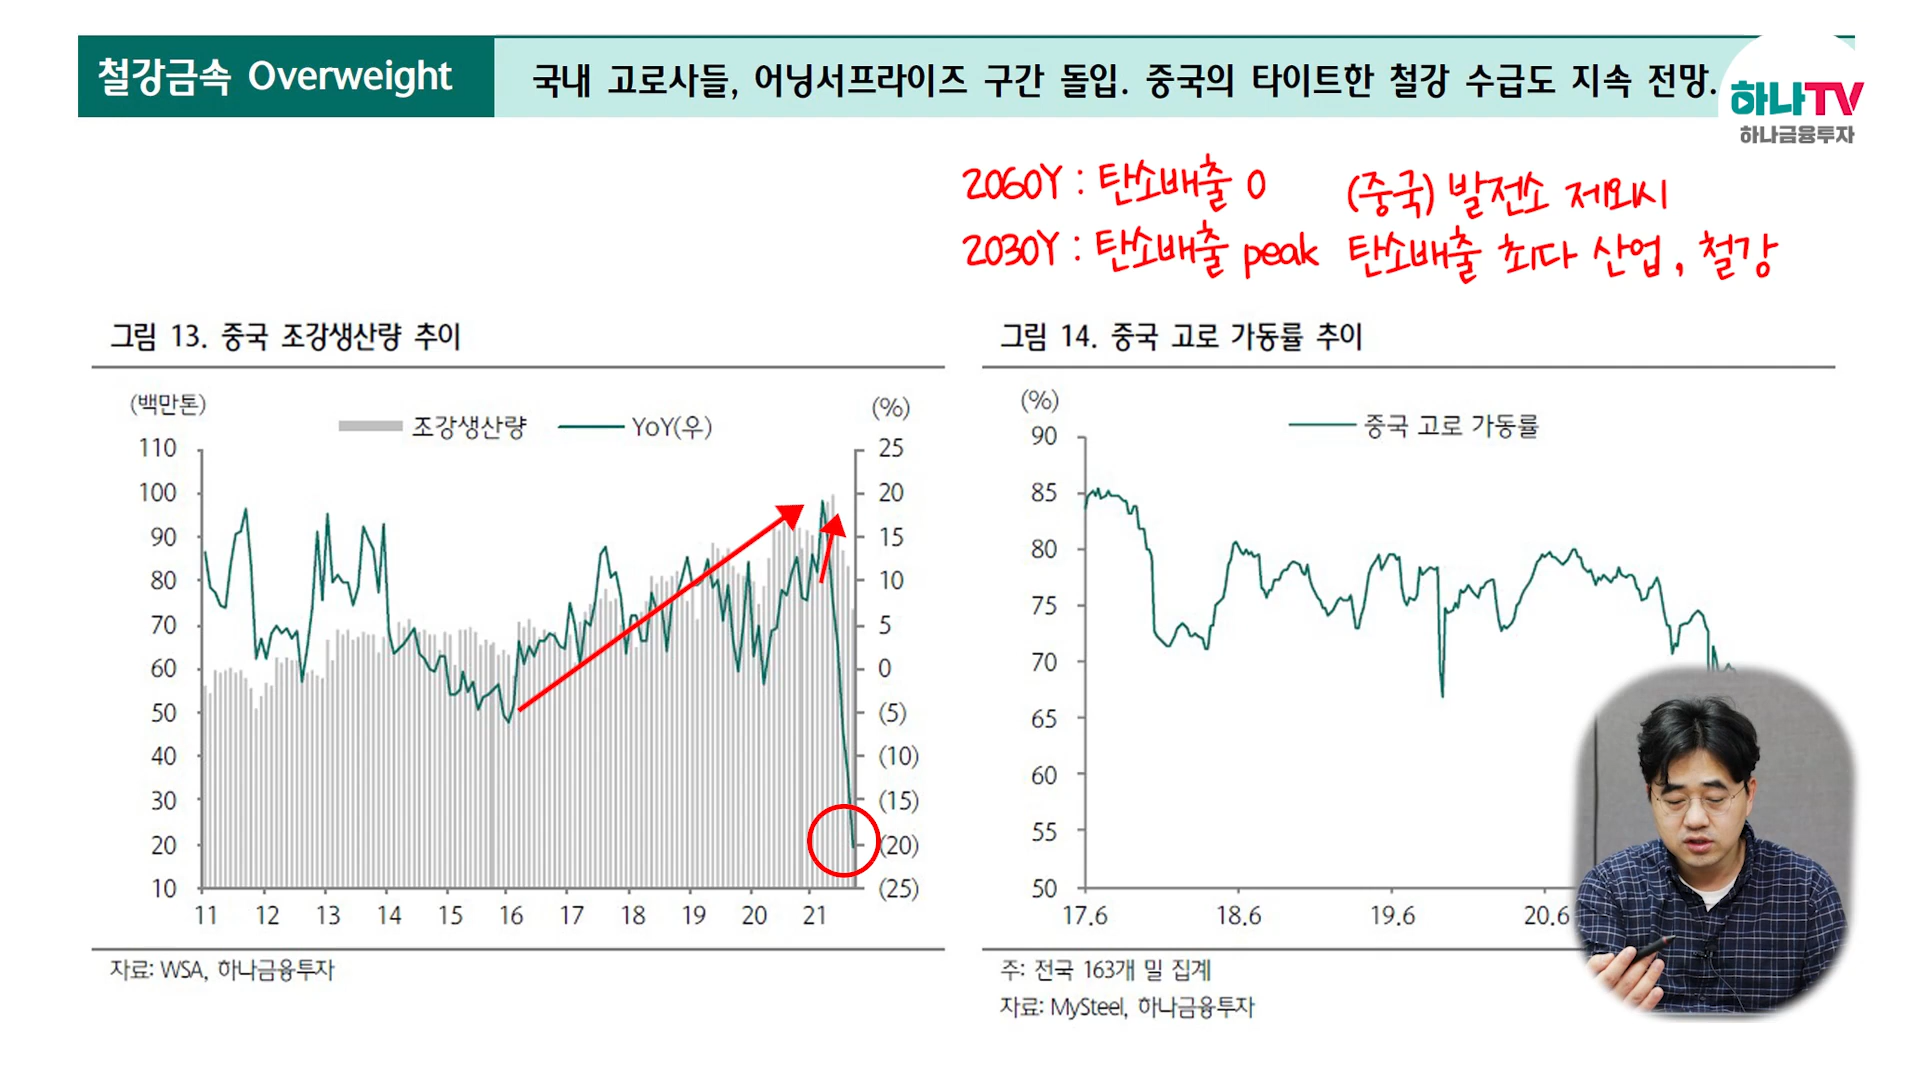 철강금속 Overweight
국내 고로사들, 어닝서프라이즈 구간 돌입. 중국의 타이트한 철강 수급도 지속 전망.
하나TV
하나금융투자
2060Y : 탄소배출 0 (중국) 발전소 제외시
2030Y : 탄소배출 peak 탄소배출 최다 산업, 철강
그림 13. 중국 조강생산량 추이
(백만톤)
(%)
조강생산량
YoY(우)
110
100
90
80
70
60
50
40
30
20
10
25
20
15
10
5
0
(5)
(10)
(15)
(20)
(25)
11 12 13 14 15 16 17 18 19 20 21
자료: WSA, 하나금융투자
그림 14. 중국 고로 가동률 추이
(%)
중국 고로 가동률
90
85
80
75
70
65
60
55
50
17.6 18.6 19.6 20.6
주: 전국 163개 밀 집계
자료: MySteel, 하나금융투자